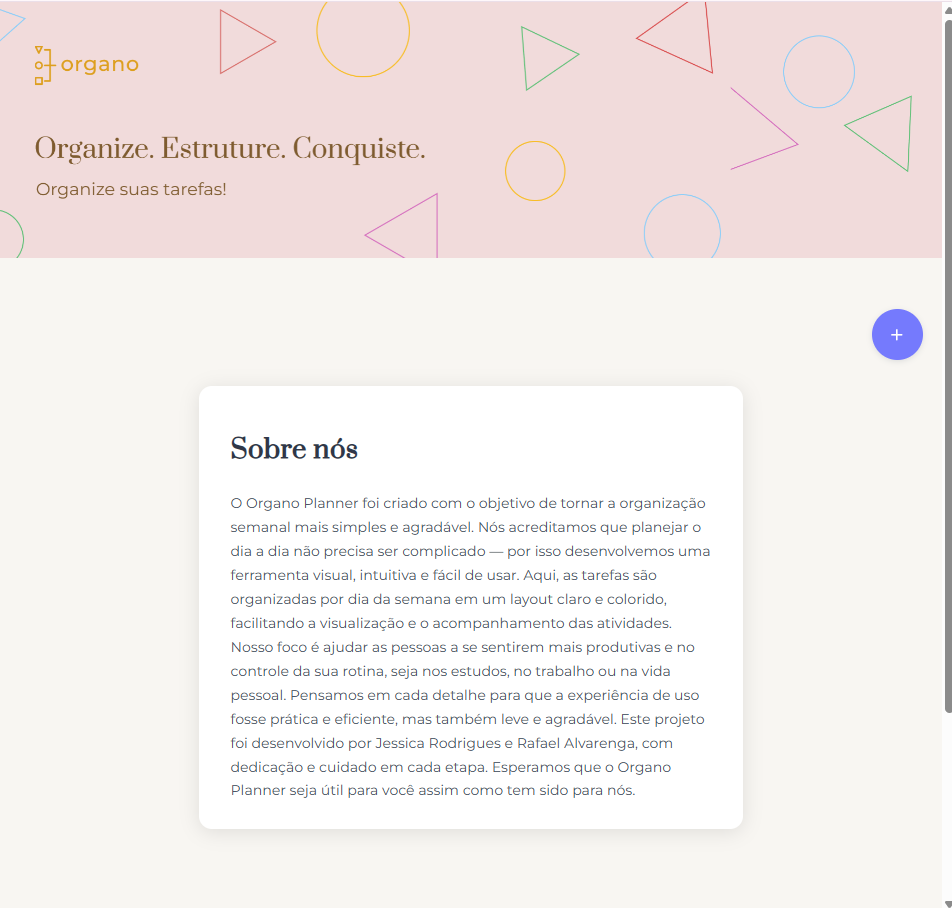 organo
Organize. Estruture. Conquiste.
Organize suas tarefas!
+
Sobre nós
O Organo Planner foi criado com o objetivo de tornar a organização
semanal mais simples e agradável. Nós acreditamos que planejar o
dia a dia não precisa ser complicado — por isso desenvolvemos uma
ferramenta visual, intuitiva e fácil de usar. Aqui, as tarefas são
organizadas por dia da semana em um layout claro e colorido,
facilitando a visualização e o acompanhamento das atividades.
Nosso foco é ajudar as pessoas a se sentirem mais produtivas e no
controle da sua rotina, seja nos estudos, no trabalho ou na vida
pessoal. Pensamos em cada detalhe para que a experiência de uso
fosse prática e eficiente, mas também leve e agradável. Este projeto
foi desenvolvido por Jessica Rodrigues e Rafael Alvarenga, com
dedicação e cuidado em cada etapa. Esperamos que o Organo
Planner seja útil para você assim como tem sido para nós.